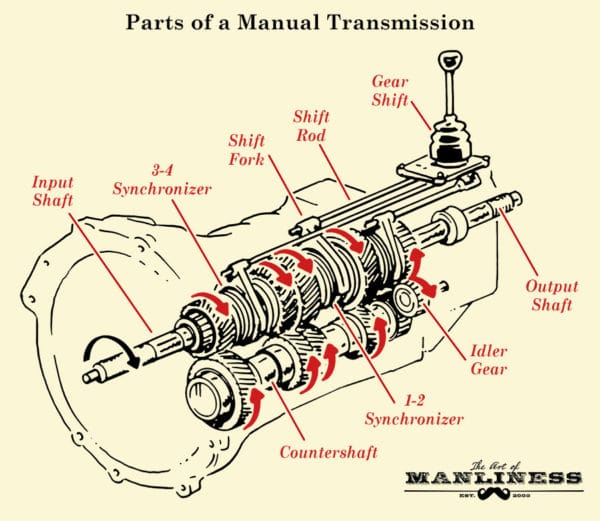 Parts of a Manual Transmission
Gear
Shift
Shift
Rod
Shift
Fork
3-4
Synchronizer
Input
Shaft
Output
Shaft
Idler
Gear
1-2
Synchronizer
Countershaft
The Art of
MANLINESS
EST. 2008